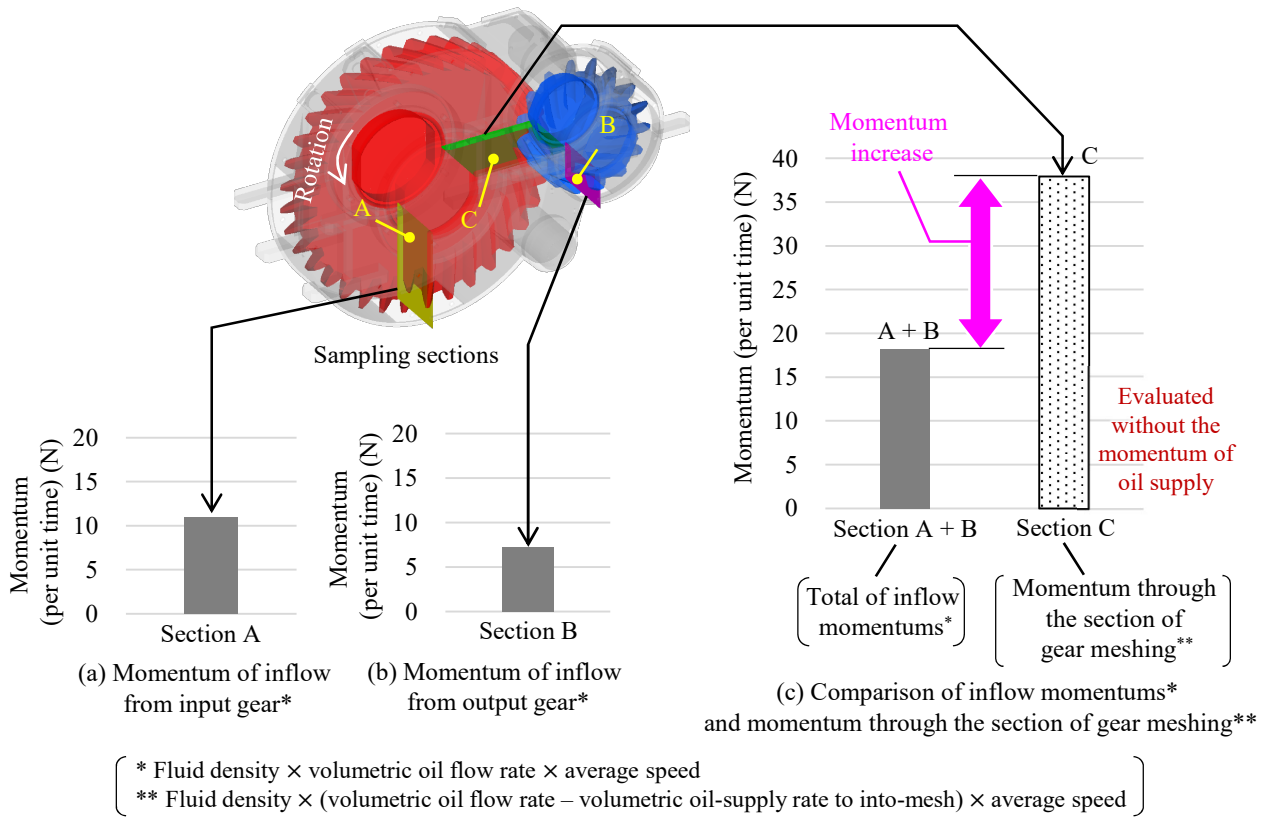 Rotation
A
B
C
Sampling sections
Momentum
(per unit time) (N)
20
15
10
5
0
Section A
(a) Momentum of inflow
from input gear*
Momentum
(per unit time) (N)
20
15
10
5
0
Section B
(b) Momentum of inflow
from output gear*
Momentum (per unit time) (N)
40
35
30
25
20
15
10
5
0
Momentum
increase
C
A + B
Evaluated
without the
momentum of
oil supply
Section A + B
Section C
Total of inflow
momentums*
Momentum through
the section of
gear meshing**
(c) Comparison of inflow momentums*
and momentum through the section of gear meshing**
* Fluid density × volumetric oil flow rate × average speed
** Fluid density × (volumetric oil flow rate – volumetric oil-supply rate to into-mesh) × average speed